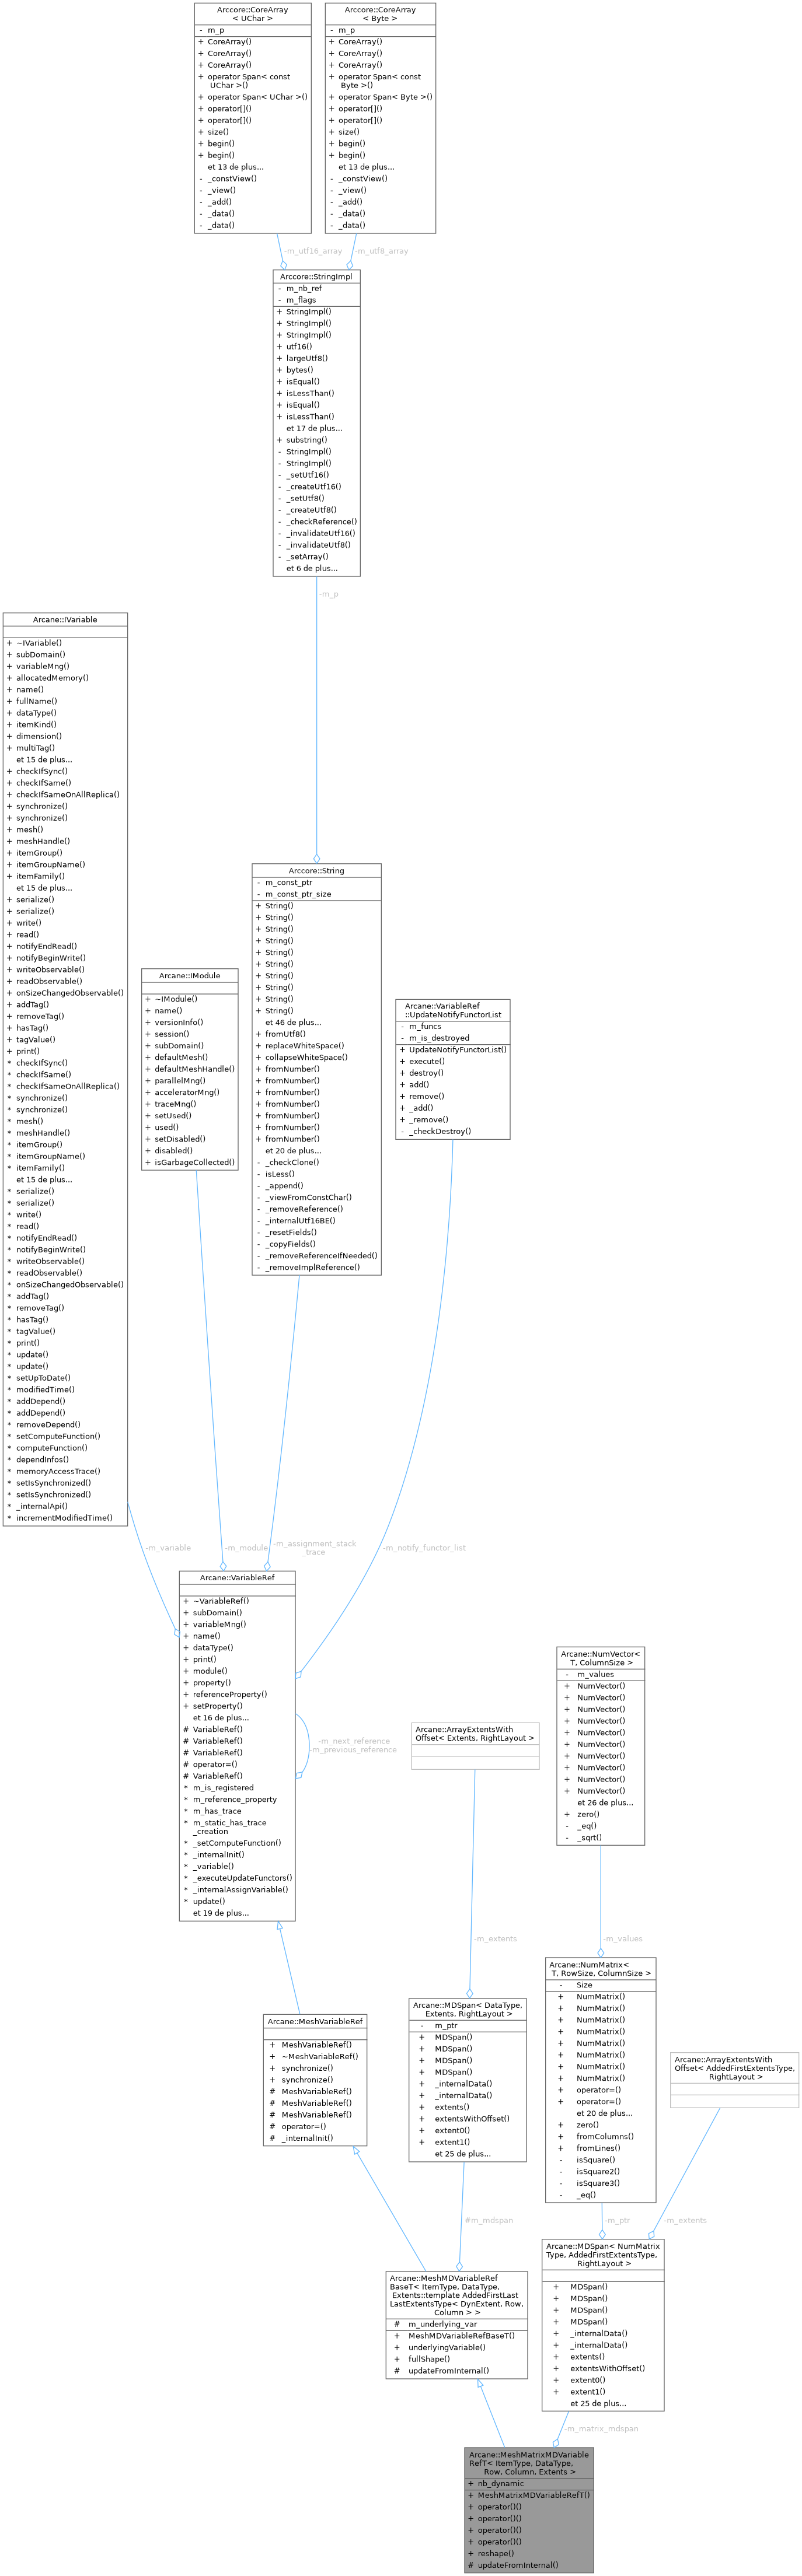 Arccore::CoreArray
< UChar >
- m_p
+ CoreArray()
+ CoreArray()
+ CoreArray()
+ operator Span< const
UChar >()
+ operator Span< UChar >()
+ operator[]()
+ operator[]()
+ size()
+ begin()
+ begin()
et 13 de plus...
- _constView()
- _view()
- _add()
- _data()
- _data()
Arccore::CoreArray
< Byte >
- m_p
+ CoreArray()
+ CoreArray()
+ CoreArray()
+ operator Span< const
Byte >()
+ operator Span< Byte >()
+ operator[]()
+ operator[]()
+ size()
+ begin()
+ begin()
et 13 de plus...
- _constView()
- _view()
- _add()
- _data()
- _data()
-m_utf16_array
-m_utf8_array
Arccore::StringImpl
- m_nb_ref
- m_flags
+ StringImpl()
+ StringImpl()
+ StringImpl()
+ utf16()
+ largeUtf8()
+ bytes()
+ isEqual()
+ isLessThan()
+ isEqual()
+ isLessThan()
et 17 de plus...
+ substring()
- StringImpl()
- StringImpl()
- _setUtf16()
- _createUtf16()
- _setUtf8()
- _createUtf8()
- _checkReference()
- _invalidateUtf16()
- _invalidateUtf8()
- _setArray()
et 6 de plus...
-m_p
Arcane::IVariable
+ ~IVariable()
+ subDomain()
+ variableMng()
+ allocatedMemory()
+ name()
+ fullName()
+ dataType()
+ itemKind()
+ dimension()
+ multiTag()
et 15 de plus...
+ checkIfSync()
+ checkIfSame()
+ checkIfSameOnAllReplica()
+ synchronize()
+ synchronize()
+ mesh()
+ meshHandle()
+ itemGroup()
+ itemGroupName()
+ itemFamily()
et 15 de plus...
+ serialize()
+ serialize()
+ write()
+ read()
+ notifyEndRead()
+ notifyBeginWrite()
+ writeObservable()
+ readObservable()
+ onSizeChangedObservable()
+ addTag()
+ removeTag()
+ hasTag()
+ tagValue()
+ print()
* checkIfSync()
* checkIfSame()
* checkIfSameOnAllReplica()
* synchronize()
* synchronize()
* mesh()
* meshHandle()
* itemGroup()
* itemGroupName()
* itemFamily()
et 15 de plus...
* serialize()
* serialize()
* write()
* read()
* notifyEndRead()
* notifyBeginWrite()
* writeObservable()
* readObservable()
* onSizeChangedObservable()
* addTag()
* removeTag()
* hasTag()
* tagValue()
* print()
* update()
* update()
* setUpToDate()
* modifiedTime()
* addDepend()
* addDepend()
* removeDepend()
* setComputeFunction()
* computeFunction()
* dependInfos()
* memoryAccessTrace()
* setIsSynchronized()
* setIsSynchronized()
* _internalApi()
* incrementModifiedTime()
Arcane::IModule
+ ~IModule()
+ name()
+ versionInfo()
+ session()
+ subDomain()
+ defaultMesh()
+ defaultMeshHandle()
+ parallelMng()
+ acceleratorMng()
+ traceMng()
+ setUsed()
+ used()
+ setDisabled()
+ disabled()
+ isGarbageCollected()
Arccore::String
- m_const_ptr
- m_const_ptr_size
+ String()
+ String()
+ String()
+ String()
+ String()
+ String()
+ String()
+ String()
+ String()
+ String()
et 46 de plus...
+ fromUtf8()
+ replaceWhiteSpace()
+ collapseWhiteSpace()
+ fromNumber()
+ fromNumber()
+ fromNumber()
+ fromNumber()
+ fromNumber()
+ fromNumber()
+ fromNumber()
et 20 de plus...
- _checkClone()
- isLess()
- _append()
- _viewFromConstChar()
- _removeReference()
- _internalUtf16BE()
- _resetFields()
- _copyFields()
- _removeReferenceIfNeeded()
- _removeImplReference()
Arcane::VariableRef
::UpdateNotifyFunctorList
- m_funcs
- m_is_destroyed
+ UpdateNotifyFunctorList()
+ execute()
+ destroy()
+ add()
+ remove()
+ _add()
+ _remove()
- _checkDestroy()
-m_variable
-m_module
-m_assignment_stack
_trace
-m_notify_functor_list
Arcane::VariableRef
+ ~VariableRef()
+ subDomain()
+ variableMng()
+ name()
+ dataType()
+ print()
+ module()
+ property()
+ referenceProperty()
+ setProperty()
et 16 de plus...
# VariableRef()
# VariableRef()
# VariableRef()
# operator=()
# VariableRef()
* m_is_registered
* m_reference_property
* m_has_trace
* m_static_has_trace
_creation
* _setComputeFunction()
* _internalInit()
* _variable()
* _executeUpdateFunctors()
* _internalAssignVariable()
* update()
et 19 de plus...
-m_next_reference
-m_previous_reference
Arcane::ArrayExtentsWith
Offset< Extents, RightLayout >
-m_extents
Arcane::NumVector<
T, ColumnSize >
- m_values
+ NumVector()
+ NumVector()
+ NumVector()
+ NumVector()
+ NumVector()
+ NumVector()
+ NumVector()
+ NumVector()
+ NumVector()
+ NumVector()
et 26 de plus...
+ zero()
- _eq()
- _sqrt()
-m_values
Arcane::MeshVariableRef
+ MeshVariableRef()
+ ~MeshVariableRef()
+ synchronize()
+ synchronize()
# MeshVariableRef()
# MeshVariableRef()
# MeshVariableRef()
# operator=()
# _internalInit()
Arcane::MDSpan< DataType,
Extents, RightLayout >
- m_ptr
+ MDSpan()
+ MDSpan()
+ MDSpan()
+ MDSpan()
+ _internalData()
+ _internalData()
+ extents()
+ extentsWithOffset()
+ extent0()
+ extent1()
et 25 de plus...
#m_mdspan
Arcane::NumMatrix<
T, RowSize, ColumnSize >
- Size
+ NumMatrix()
+ NumMatrix()
+ NumMatrix()
+ NumMatrix()
+ NumMatrix()
+ NumMatrix()
+ NumMatrix()
+ NumMatrix()
+ operator=()
+ operator=()
et 20 de plus...
+ zero()
+ fromColumns()
+ fromLines()
- isSquare()
- isSquare2()
- isSquare3()
- _eq()
Arcane::ArrayExtentsWith
Offset< AddedFirstExtentsType,
RightLayout >
-m_ptr
-m_extents
Arcane::MeshMDVariableRef
BaseT< ItemType, DataType,
Extents::template AddedFirstLast
LastExtentsType< DynExtent, Row,
Column > >
# m_underlying_var
+ MeshMDVariableRefBaseT()
+ underlyingVariable()
+ fullShape()
# updateFromInternal()
Arcane::MDSpan< NumMatrix
Type, AddedFirstExtentsType,
RightLayout >
+ MDSpan()
+ MDSpan()
+ MDSpan()
+ MDSpan()
+ _internalData()
+ _internalData()
+ extents()
+ extentsWithOffset()
+ extent0()
+ extent1()
et 25 de plus...
-m_matrix_mdspan
Arcane::MeshMatrixMDVariable
RefT< ItemType, DataType,
Row, Column, Extents >
+ nb_dynamic
+ MeshMatrixMDVariableRefT()
+ operator()()
+ operator()()
+ operator()()
+ operator()()
+ reshape()
# updateFromInternal()